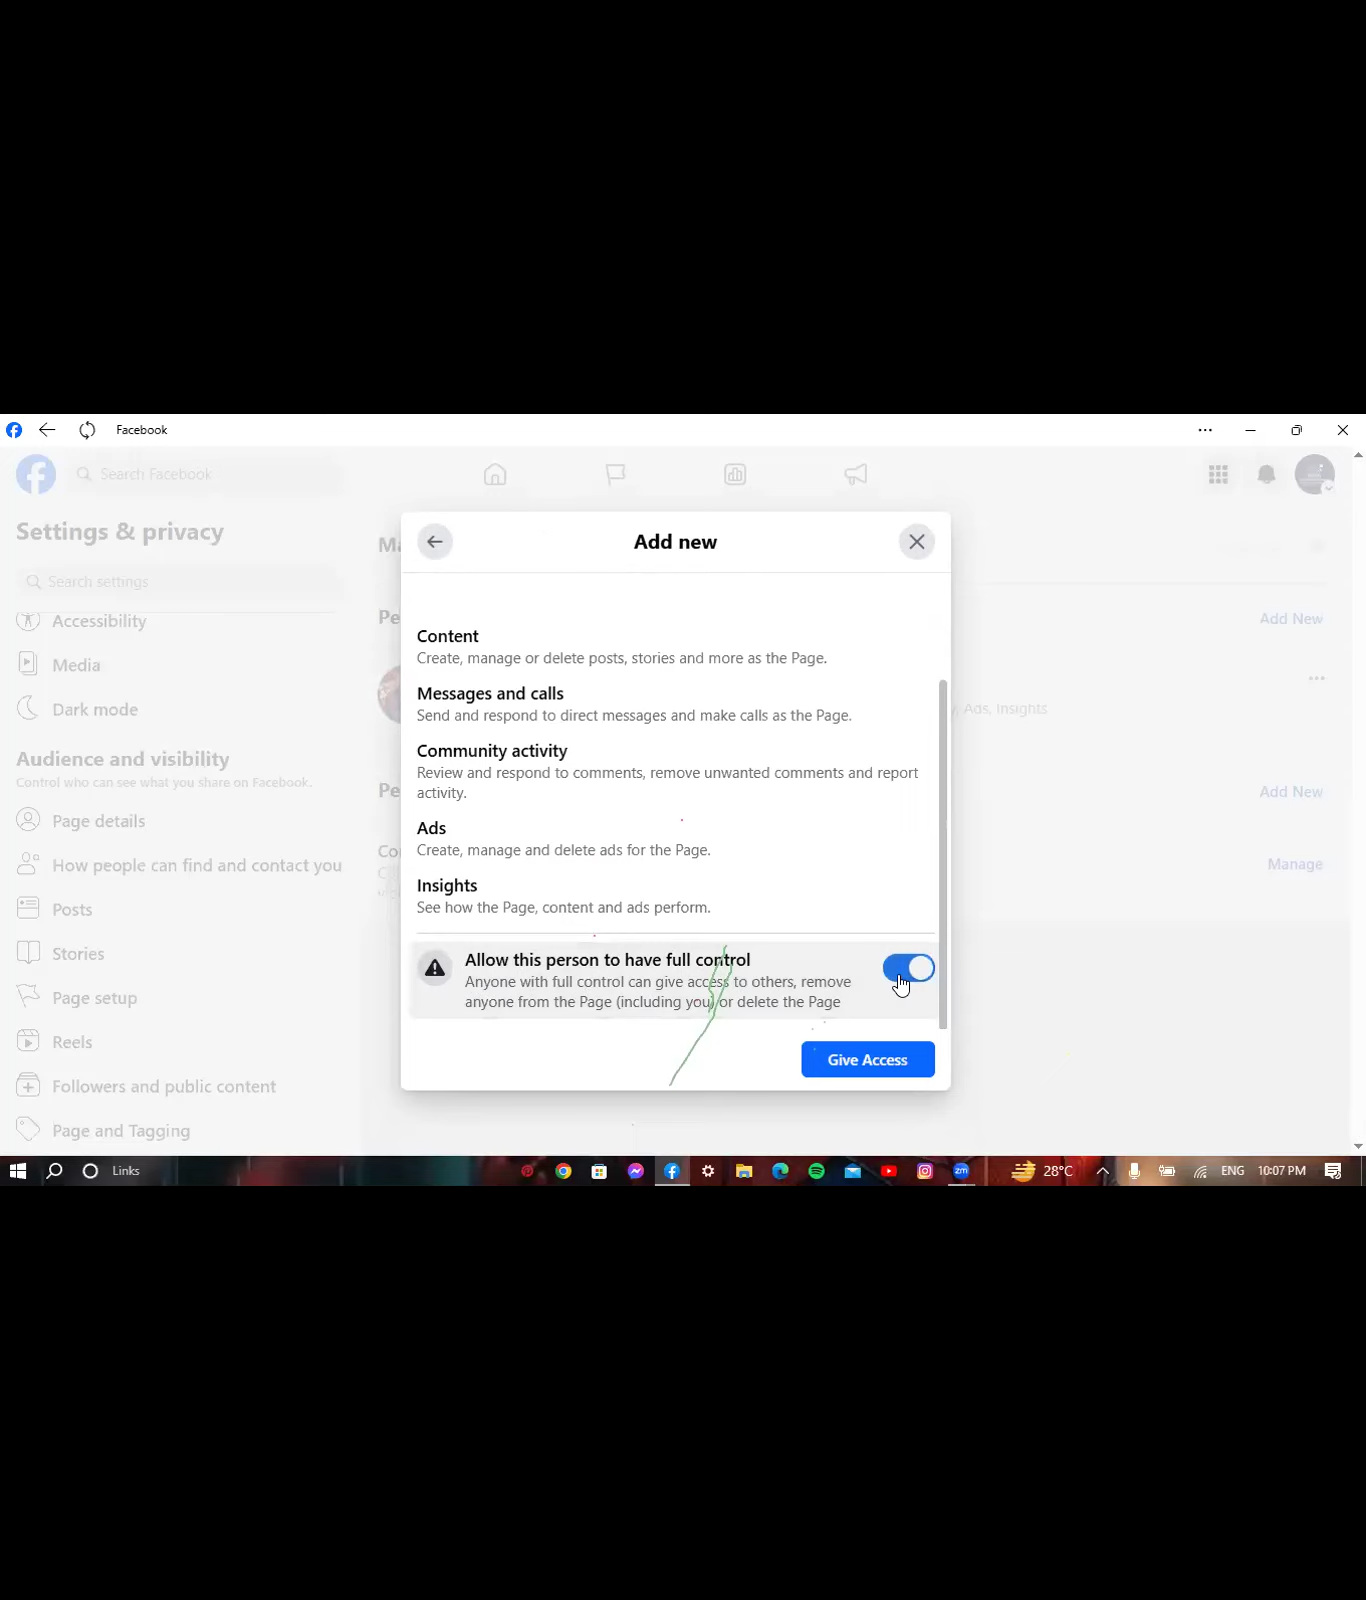 Facebook
Search Facebook
Settings & privacy
Search settings
Accessibility
Media
Dark mode
Audience and visibility
Control who can see what you share on Facebook.
Page details
How people can find and contact you
Posts
Stories
Page setup
Reels
Followers and public content
Page and Tagging
Add New
Ads, Insights
Add New
Manage
Add new
Content
Create, manage or delete posts, stories and more as the Page.
Messages and calls
Send and respond to direct messages and make calls as the Page.
Community activity
Review and respond to comments, remove unwanted comments and report
activity.
Ads
Create, manage and delete ads for the Page.
Insights
See how the Page, content and ads perform.
Allow this person to have full control
Anyone with full control can give access to others, remove
anyone from the Page (including you) or delete the Page
Give Access
Links
zm
28°C
ENG
10:07 PM